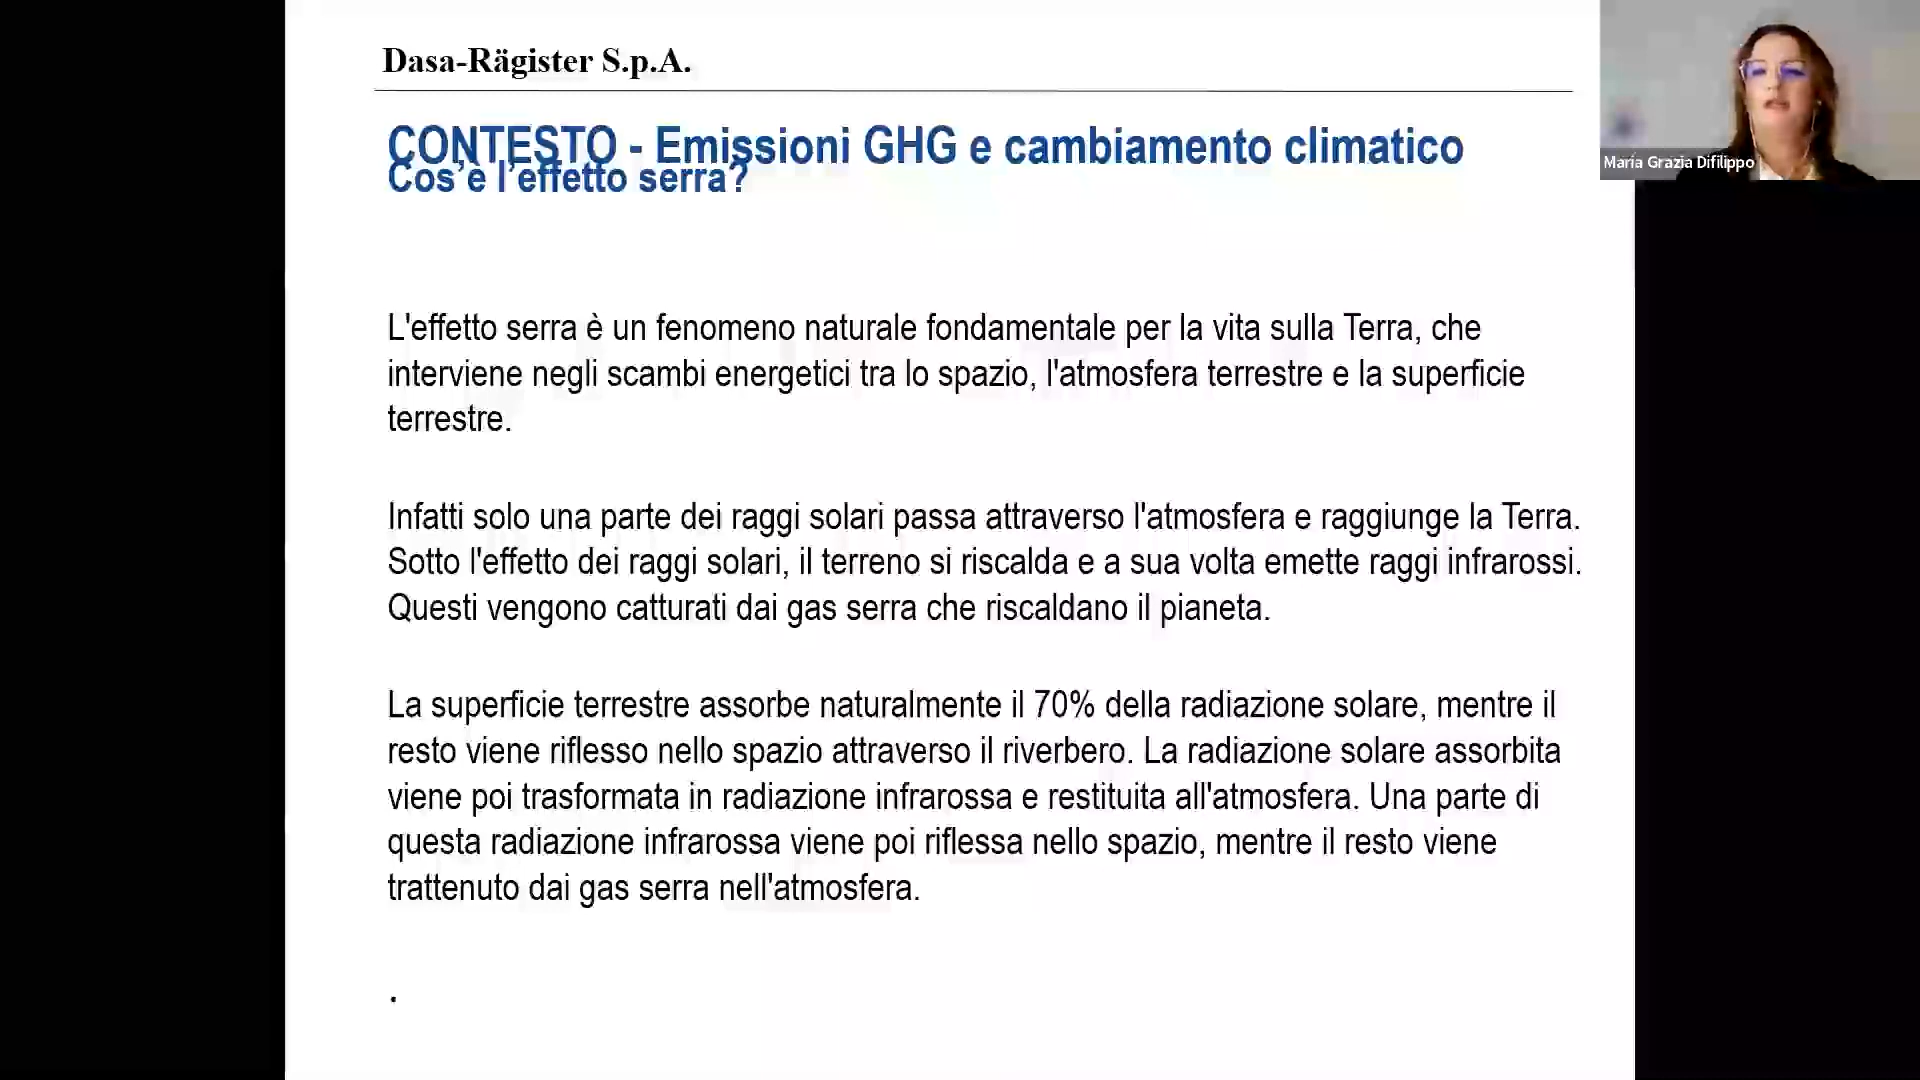 Dasa-Rägister S.p.A.
CONTESTO - Emissioni GHG e cambiamento climatico
Cos'è l'effetto serra?
Maria Grazia Difilippo
L'effetto serra è un fenomeno naturale fondamentale per la vita sulla Terra, che
interviene negli scambi energetici tra lo spazio, l'atmosfera terrestre e la superficie
terrestre.
Infatti solo una parte dei raggi solari passa attraverso l'atmosfera e raggiunge la Terra.
Sotto l'effetto dei raggi solari, il terreno si riscalda e a sua volta emette raggi infrarossi.
Questi vengono catturati dai gas serra che riscaldano il pianeta.
La superficie terrestre assorbe naturalmente il 70% della radiazione solare, mentre il
resto viene riflesso nello spazio attraverso il riverbero. La radiazione solare assorbita
viene poi trasformata in radiazione infrarossa e restituita all'atmosfera. Una parte di
questa radiazione infrarossa viene poi riflessa nello spazio, mentre il resto viene
trattenuto dai gas serra nell'atmosfera.
.